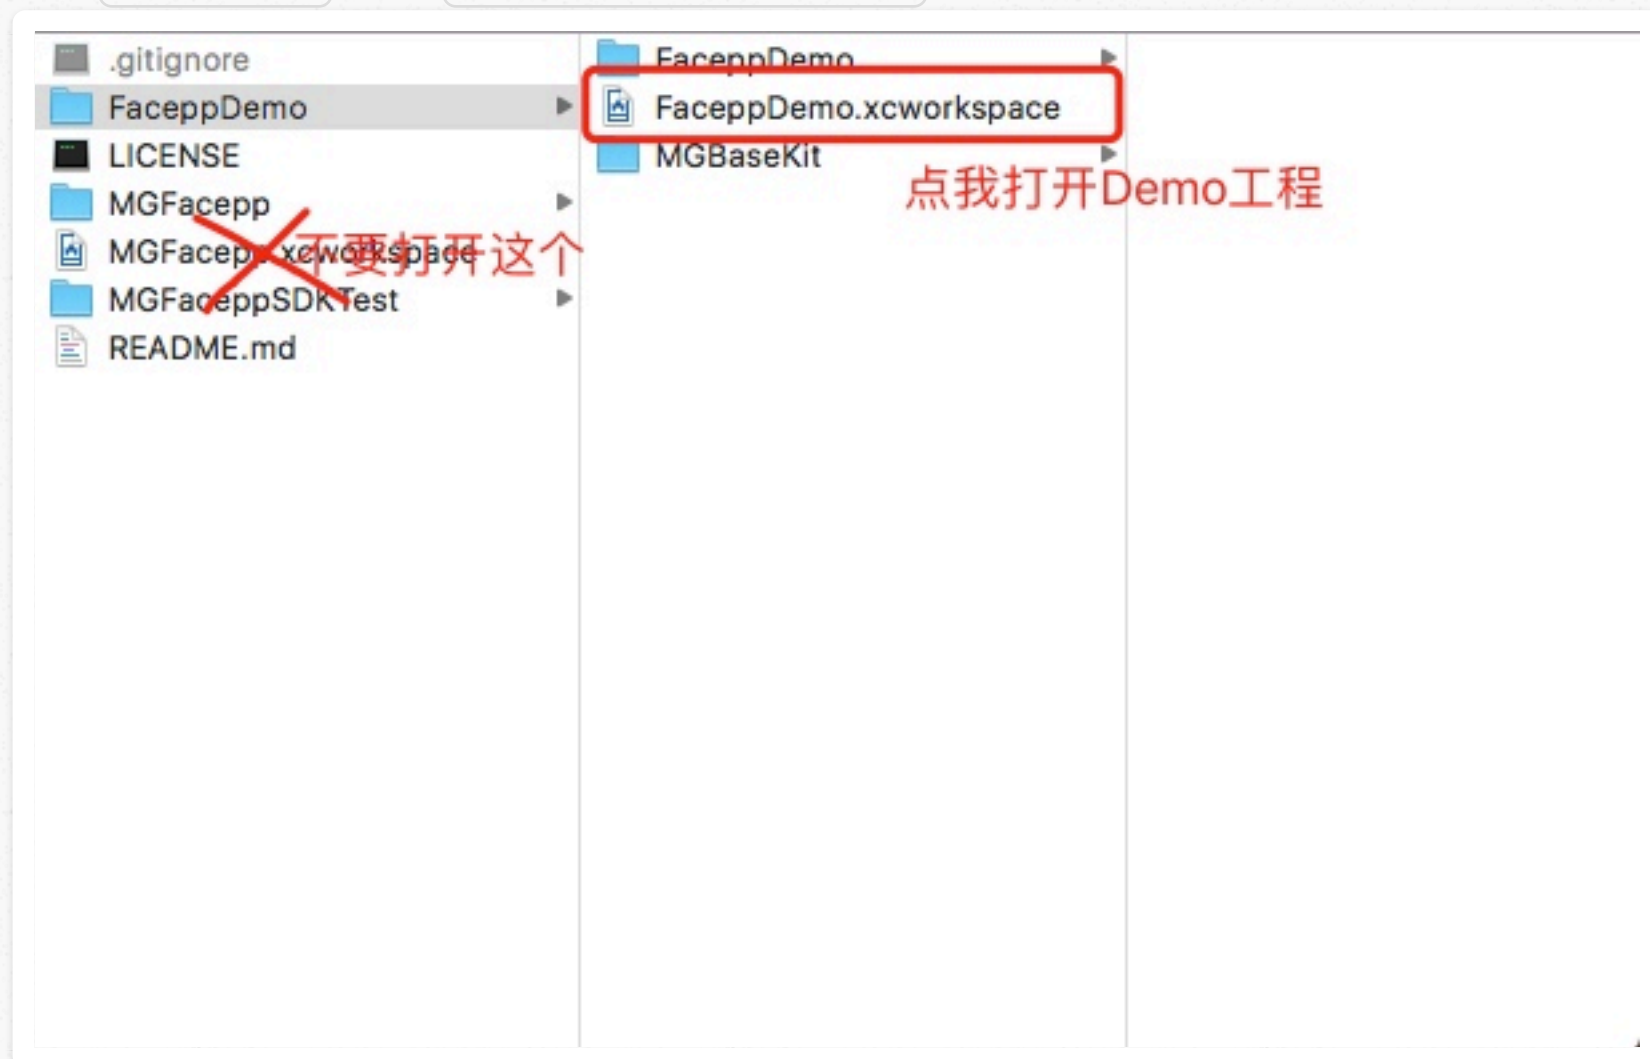 .gitignore
FaceppDemo
LICENSE
MGFacepp
MGFacepp.xcworkspace
不要打开这个
MGFaceppSDKTest
README.md
FaceppDemo
FaceppDemo.xcworkspace
MGBaseKit
点我打开Demo工程